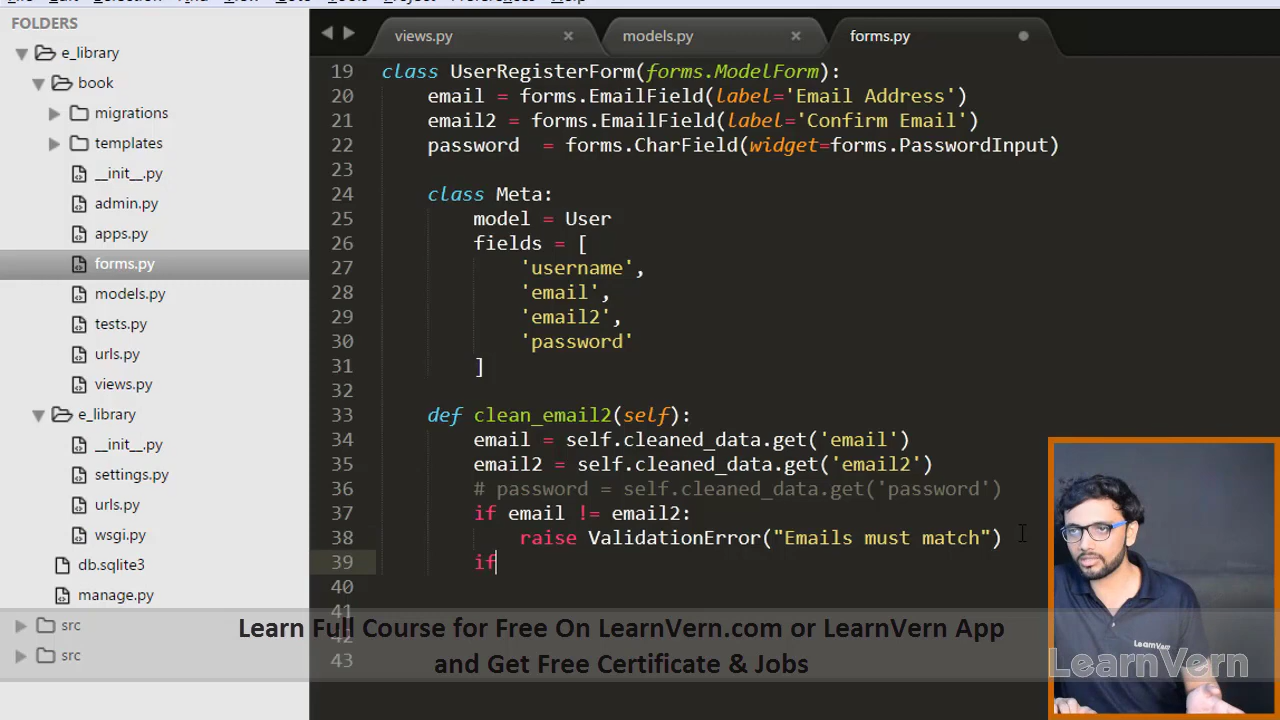 FOLDERS
e_library
book
migrations
templates
__init__.py
admin.py
apps.py
forms.py
models.py
tests.py
urls.py
views.py
e_library
__init__.py
settings.py
urls.py
wsgi.py
db.sqlite3
manage.py
src
src
views.py × models.py × forms.py
19 class UserRegisterForm(forms.ModelForm):
20 email = forms.EmailField(label='Email Address')
21 email2 = forms.EmailField(label='Confirm Email')
22 password  = forms.CharField(widget=forms.PasswordInput)
23
24 class Meta:
25 model = User
26 fields = [
27 'username',
28 'email',
29 'email2',
30 'password'
31 ]
32
33 def clean_email2(self):
34 email = self.cleaned_data.get('email')
35 email2 = self.cleaned_data.get('email2')
36 # password = self.cleaned_data.get('password')
37 if email != email2:
38 raise ValidationError("Emails must match")
39 if
40
41
42
43
Learn Full Course for Free On LearnVern.com or LearnVern App
and Get Free Certificate & Jobs
LearnVern
LearnVern